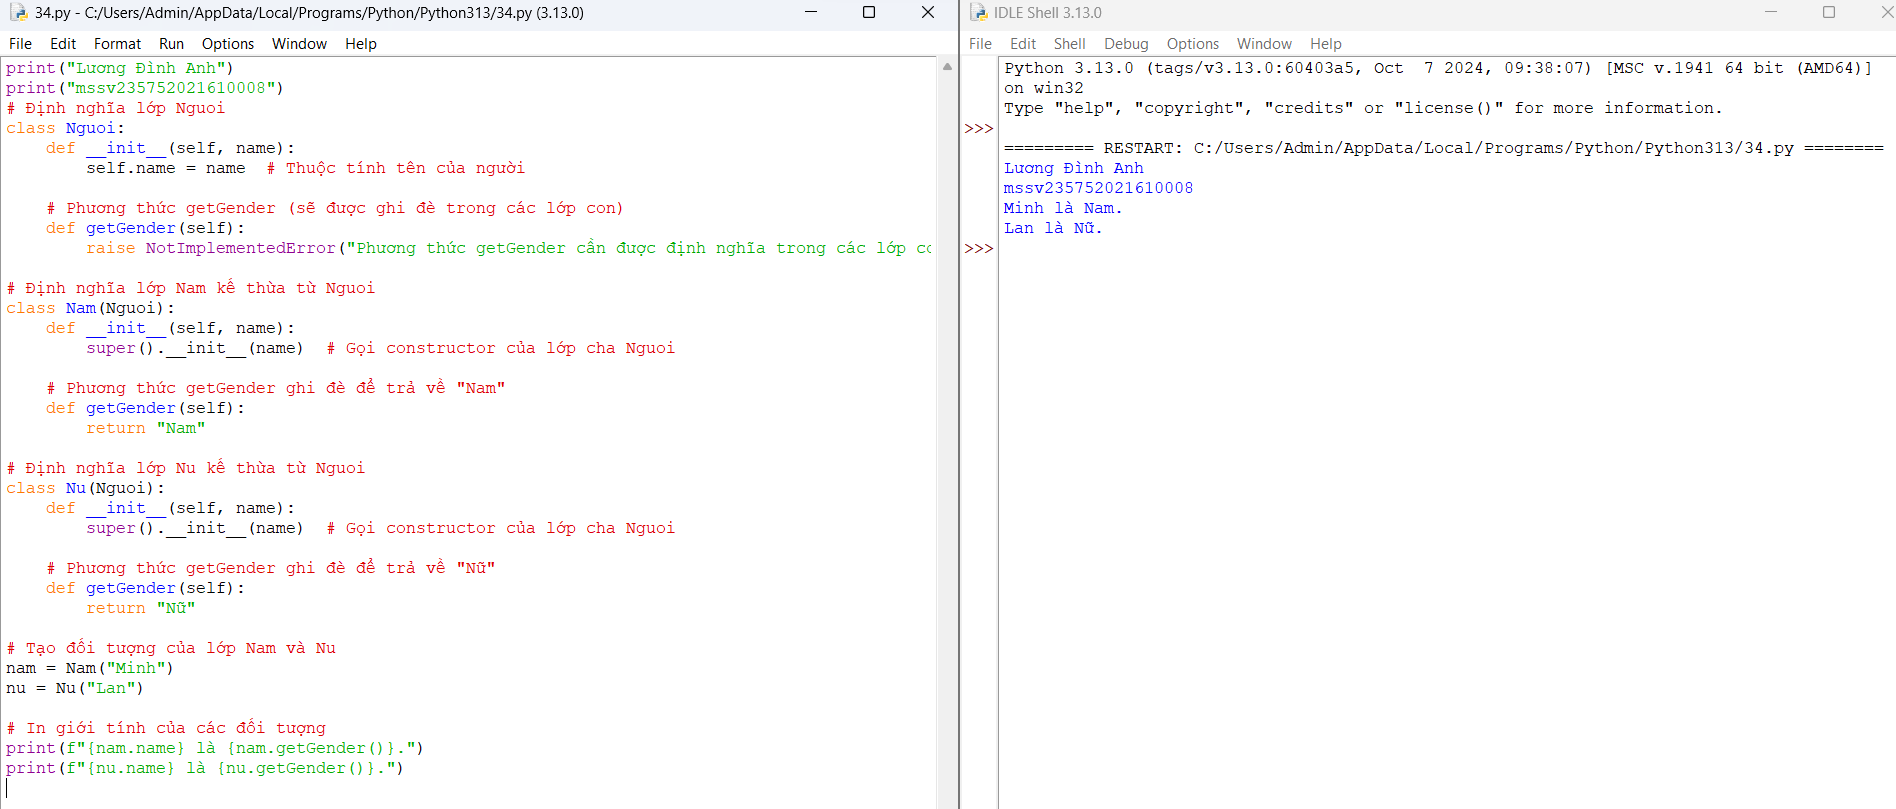 34.py - C:/Users/Admin/AppData/Local/Programs/Python/Python313/34.py (3.13.0)
File Edit Format Run Options Window Help
print("Lương Đình Anh")
print("mssv235752021610008")
# Định nghĩa lớp Nguoi
class Nguoi:
    def __init__(self, name):
        self.name = name  # Thuộc tính tên của người

    # Phương thức getGender (sẽ được ghi đè trong các lớp con)
    def getGender(self):
        raise NotImplementedError("Phương thức getGender cần được định nghĩa trong các lớp co

# Định nghĩa lớp Nam kế thừa từ Nguoi
class Nam(Nguoi):
    def __init__(self, name):
        super().__init__(name)  # Gọi constructor của lớp cha Nguoi

    # Phương thức getGender ghi đè để trả về "Nam"
    def getGender(self):
        return "Nam"

# Định nghĩa lớp Nu kế thừa từ Nguoi
class Nu(Nguoi):
    def __init__(self, name):
        super().__init__(name)  # Gọi constructor của lớp cha Nguoi

    # Phương thức getGender ghi đè để trả về "Nữ"
    def getGender(self):
        return "Nữ"

# Tạo đối tượng của lớp Nam và Nu
nam = Nam("Minh")
nu = Nu("Lan")

# In giới tính của các đối tượng
print(f"{nam.name} là {nam.getGender()}.")
print(f"{nu.name} là {nu.getGender()}.")
IDLE Shell 3.13.0
File Edit Shell Debug Options Window Help
Python 3.13.0 (tags/v3.13.0:60403a5, Oct  7 2024, 09:38:07) [MSC v.1941 64 bit (AMD64)]
on win32
Type "help", "copyright", "credits" or "license()" for more information.
>>>
========= RESTART: C:/Users/Admin/AppData/Local/Programs/Python/Python313/34.py ========
Lương Đình Anh
mssv235752021610008
Minh là Nam.
Lan là Nữ.
>>>